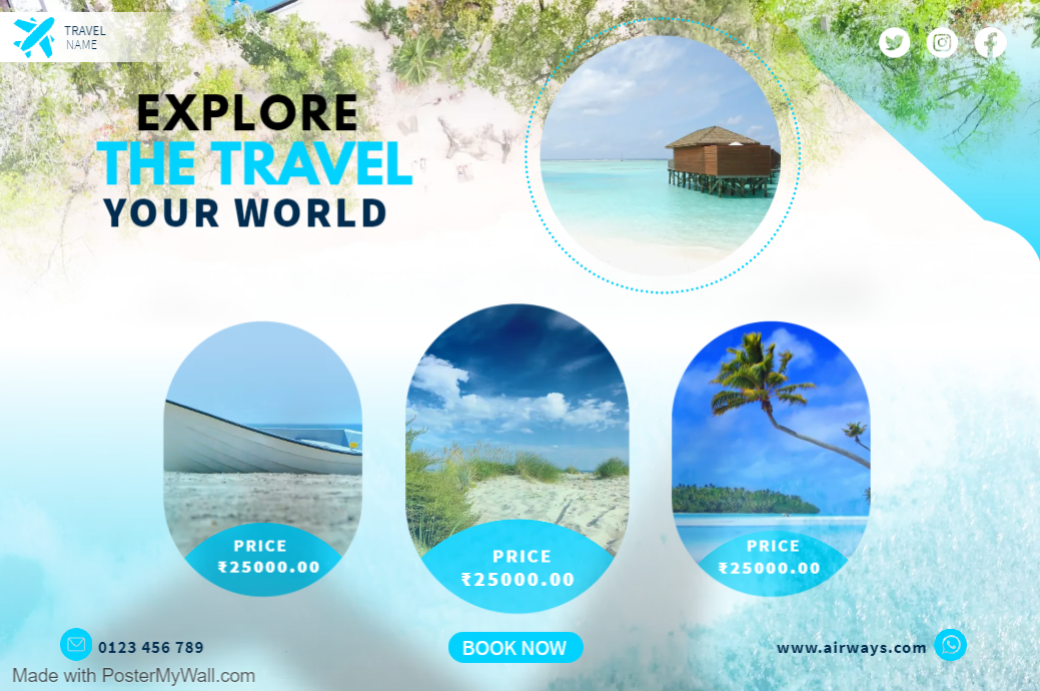 TRAVEL
NAME
EXPLORE
THE TRAVEL
YOUR WORLD
PRICE
₹25000.00
PRICE
₹25000.00
PRICE
₹25000.00
0123 456 789
BOOK NOW
www.airways.com
Made with PosterMyWall.com